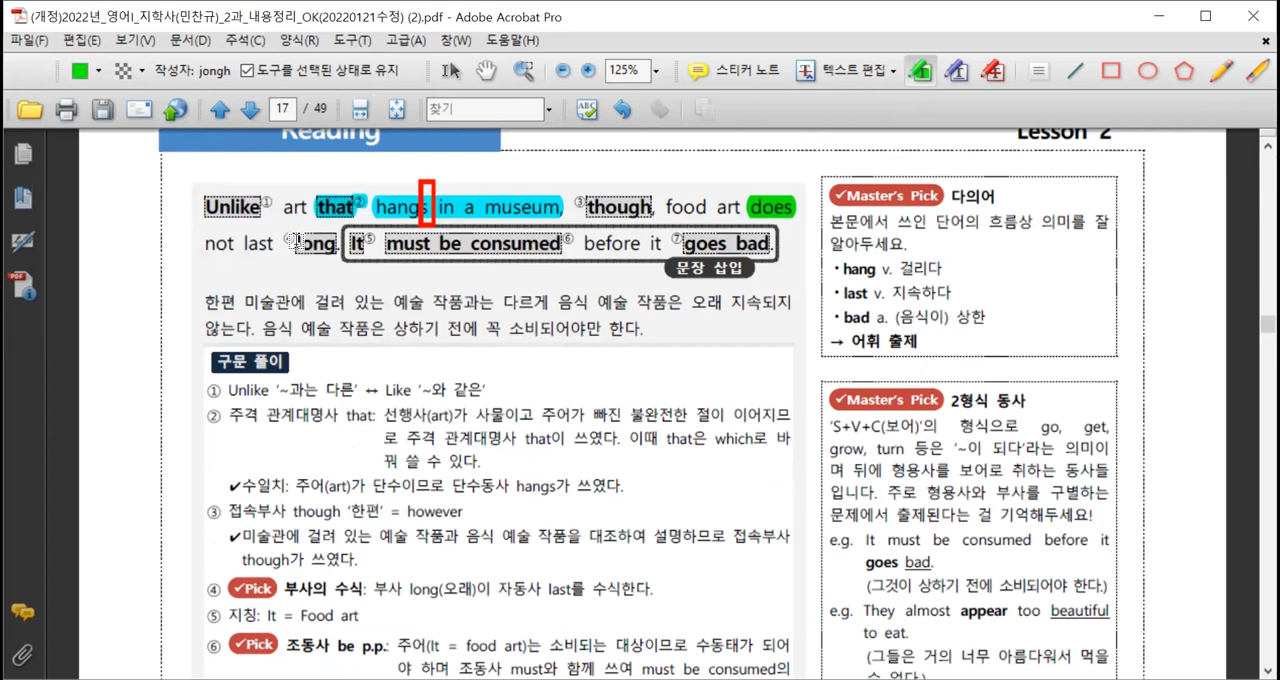 (개정)2022년_영어I_지학사(민찬규)_2과_내용정리_OK(20220121수정) (2).pdf - Adobe Acrobat Pro
파일(F) 편집(E) 보기(V) 문서(D) 주석(C) 양식(R) 도구(T) 고급(A) 창(W) 도움말(H)
작성자: jongh 도구를 선택된 상태로 유지 125% 스티커 노트 텍스트 편집
17 / 49 찾기
Reading
Lesson 2
Unlike① art that② hangs in a museum, ③though, food art does
not last long. It⑤ must be consumed⑥ before it ⑦goes bad.
문장 삽입
한편 미술관에 걸려 있는 예술 작품과는 다르게 음식 예술 작품은 오래 지속되지
않는다. 음식 예술 작품은 상하기 전에 꼭 소비되어야만 한다.
구문 풀이
① Unlike ‘~과는 다른’ ↔ Like ‘~와 같은’
② 주격 관계대명사 that: 선행사(art)가 사물이고 주어가 빠진 불완전한 절이 이어지므
로 주격 관계대명사 that이 쓰였다. 이때 that은 which로 바
꿔 쓸 수 있다.
✔수일치: 주어(art)가 단수이므로 단수동사 hangs가 쓰였다.
③ 접속부사 though ‘한편’ = however
✔미술관에 걸려 있는 예술 작품과 음식 예술 작품을 대조하여 설명하므로 접속부사
though가 쓰였다.
④ ✓Pick 부사의 수식: 부사 long(오래)이 자동사 last를 수식한다.
⑤ 지칭: It = Food art
⑥ ✓Pick 조동사 be p.p.: 주어(It = food art)는 소비되는 대상이므로 수동태가 되어
야 하며 조동사 must와 함께 쓰여 must be consumed의
✓Master's Pick 다의어
본문에서 쓰인 단어의 흐름상 의미를 잘
알아두세요.
・hang v. 걸리다
・last v. 지속하다
・bad a. (음식이) 상한
→ 어휘 출제
✓Master's Pick 2형식 동사
‘S+V+C(보어)’의 형식으로 go, get,
grow, turn 등은 ‘~이 되다’라는 의미이
며 뒤에 형용사를 보어로 취하는 동사들
입니다. 주로 형용사와 부사를 구별하는
문제에서 출제된다는 걸 기억해두세요!
e.g. It must be consumed before it
goes bad.
(그것이 상하기 전에 소비되어야 한다.)
e.g. They almost appear too beautiful
to eat.
(그들은 거의 너무 아름다워서 먹을
수 없다.)